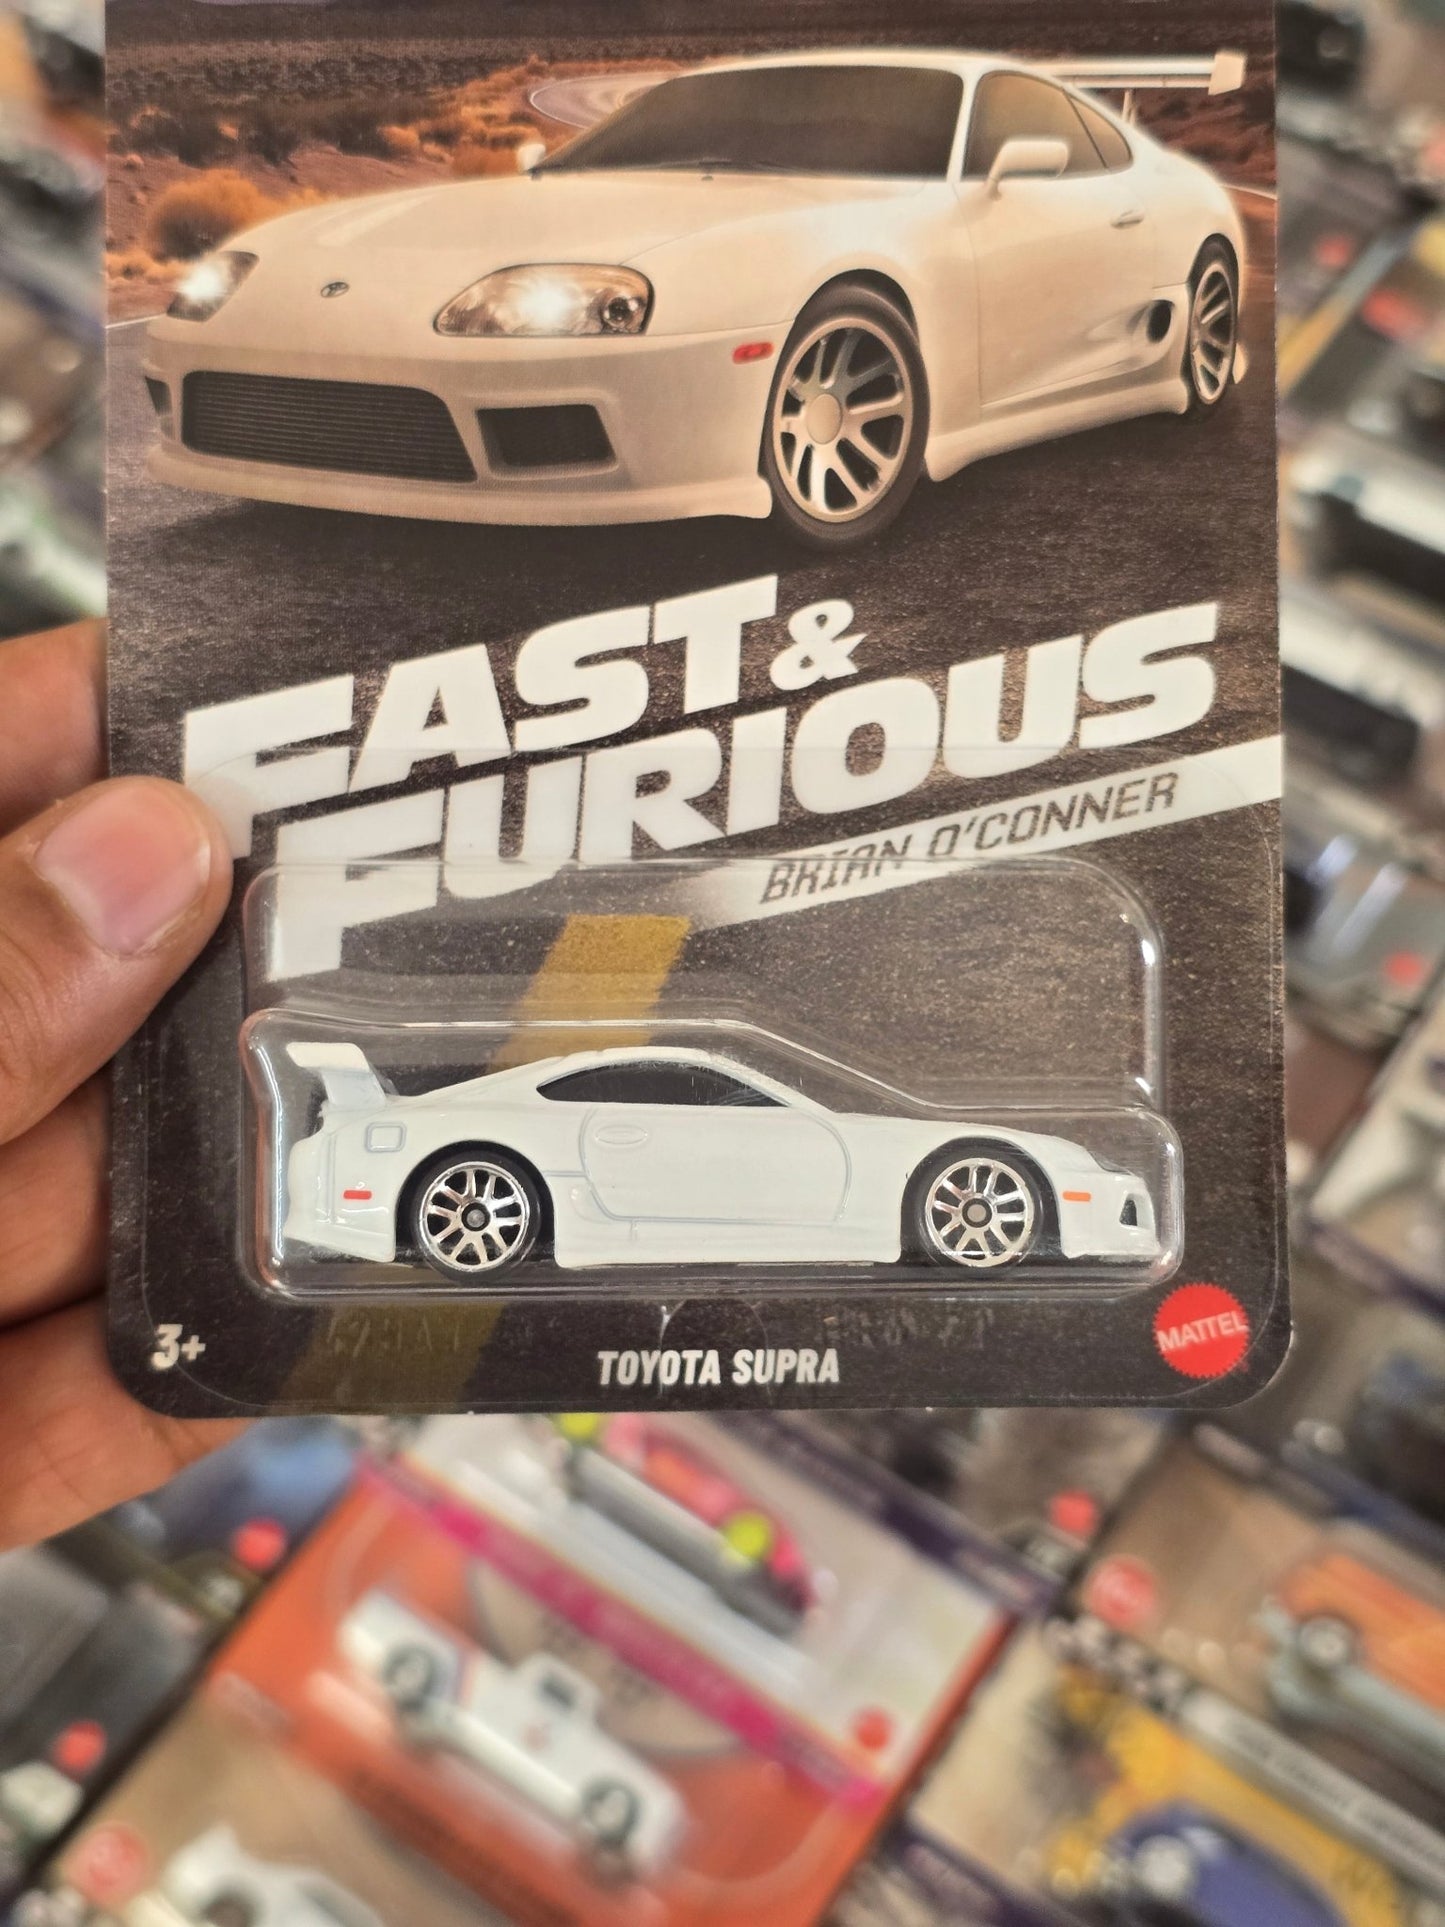 FAST &
FURIOUS
BRIAN O'CONNER
3+
TOYOTA SUPRA
MATTEL